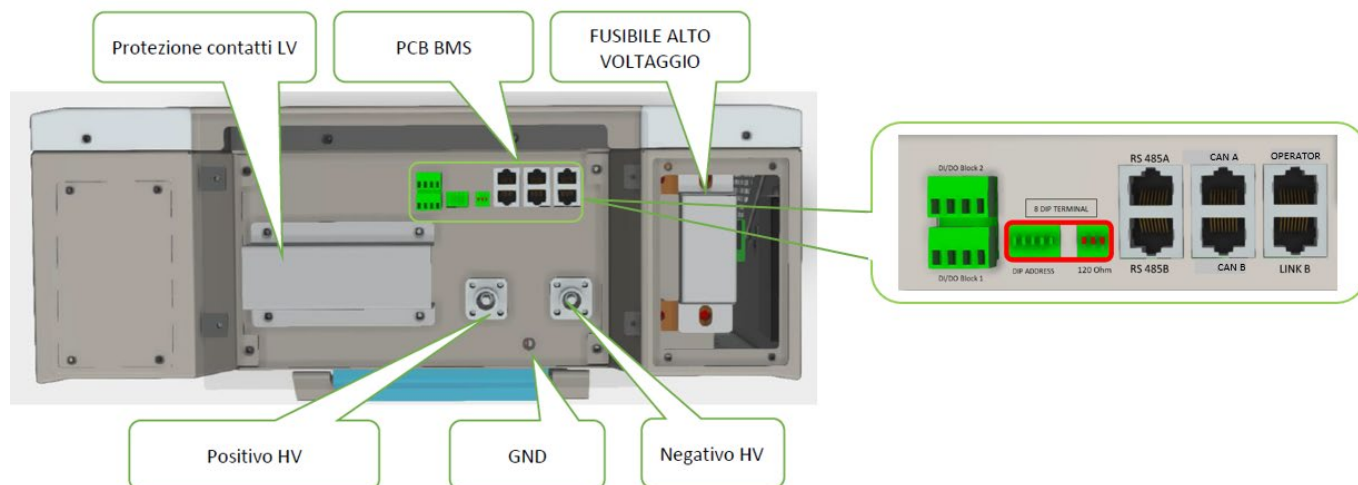 Protezione contatti LV
PCB BMS
FUSIBILE ALTO
VOLTAGGIO
Positivo HV
GND
Negativo HV
DI/DO Block 2
RS 485A
CAN A
OPERATOR
8 DIP TERMINAL
DIP ADDRESS
120 Ohm
DI/DO Block 1
RS 485B
CAN B
LINK B